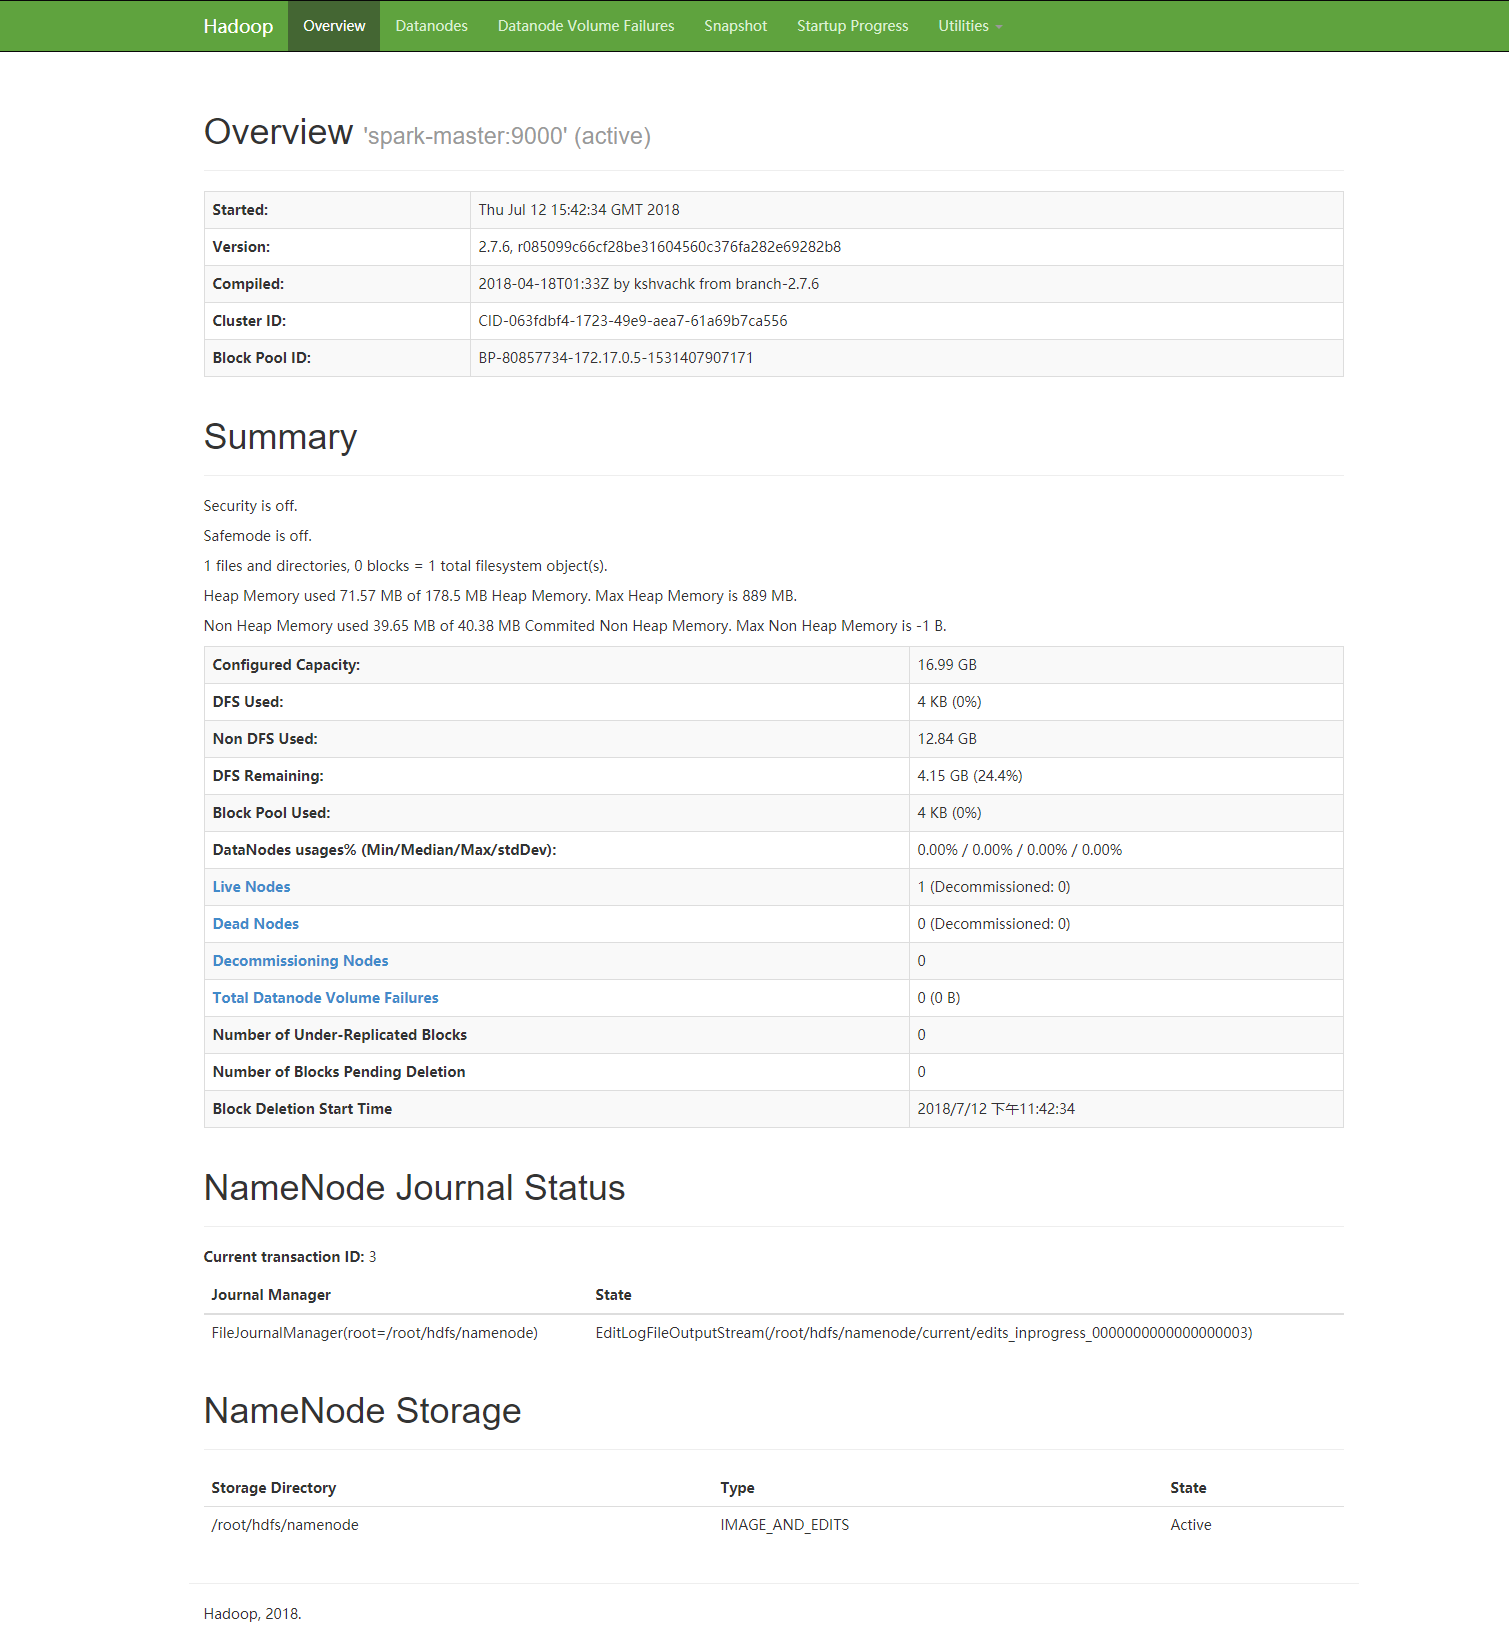 Hadoop Overview Datanodes Datanode Volume Failures Snapshot Startup Progress Utilities
Overview 'spark-master:9000' (active)
Started: Thu Jul 12 15:42:34 GMT 2018
Version: 2.7.6, r085099c66cf28be31604560c376fa282e69282b8
Compiled: 2018-04-18T01:33Z by kshvachk from branch-2.7.6
Cluster ID: CID-063fdbf4-1723-49e9-aea7-61a69b7ca556
Block Pool ID: BP-80857734-172.17.0.5-1531407907171
Summary
Security is off.
Safemode is off.
1 files and directories, 0 blocks = 1 total filesystem object(s).
Heap Memory used 71.57 MB of 178.5 MB Heap Memory. Max Heap Memory is 889 MB.
Non Heap Memory used 39.65 MB of 40.38 MB Commited Non Heap Memory. Max Non Heap Memory is -1 B.
Configured Capacity: 16.99 GB
DFS Used: 4 KB (0%)
Non DFS Used: 12.84 GB
DFS Remaining: 4.15 GB (24.4%)
Block Pool Used: 4 KB (0%)
DataNodes usages% (Min/Median/Max/stdDev): 0.00% / 0.00% / 0.00% / 0.00%
Live Nodes 1 (Decommissioned: 0)
Dead Nodes 0 (Decommissioned: 0)
Decommissioning Nodes 0
Total Datanode Volume Failures 0 (0 B)
Number of Under-Replicated Blocks 0
Number of Blocks Pending Deletion 0
Block Deletion Start Time 2018/7/12 下午11:42:34
NameNode Journal Status
Current transaction ID: 3
Journal Manager State
FileJournalManager(root=/root/hdfs/namenode) EditLogFileOutputStream(/root/hdfs/namenode/current/edits_inprogress_0000000000000000003)
NameNode Storage
Storage Directory Type State
/root/hdfs/namenode IMAGE_AND_EDITS Active
Hadoop, 2018.